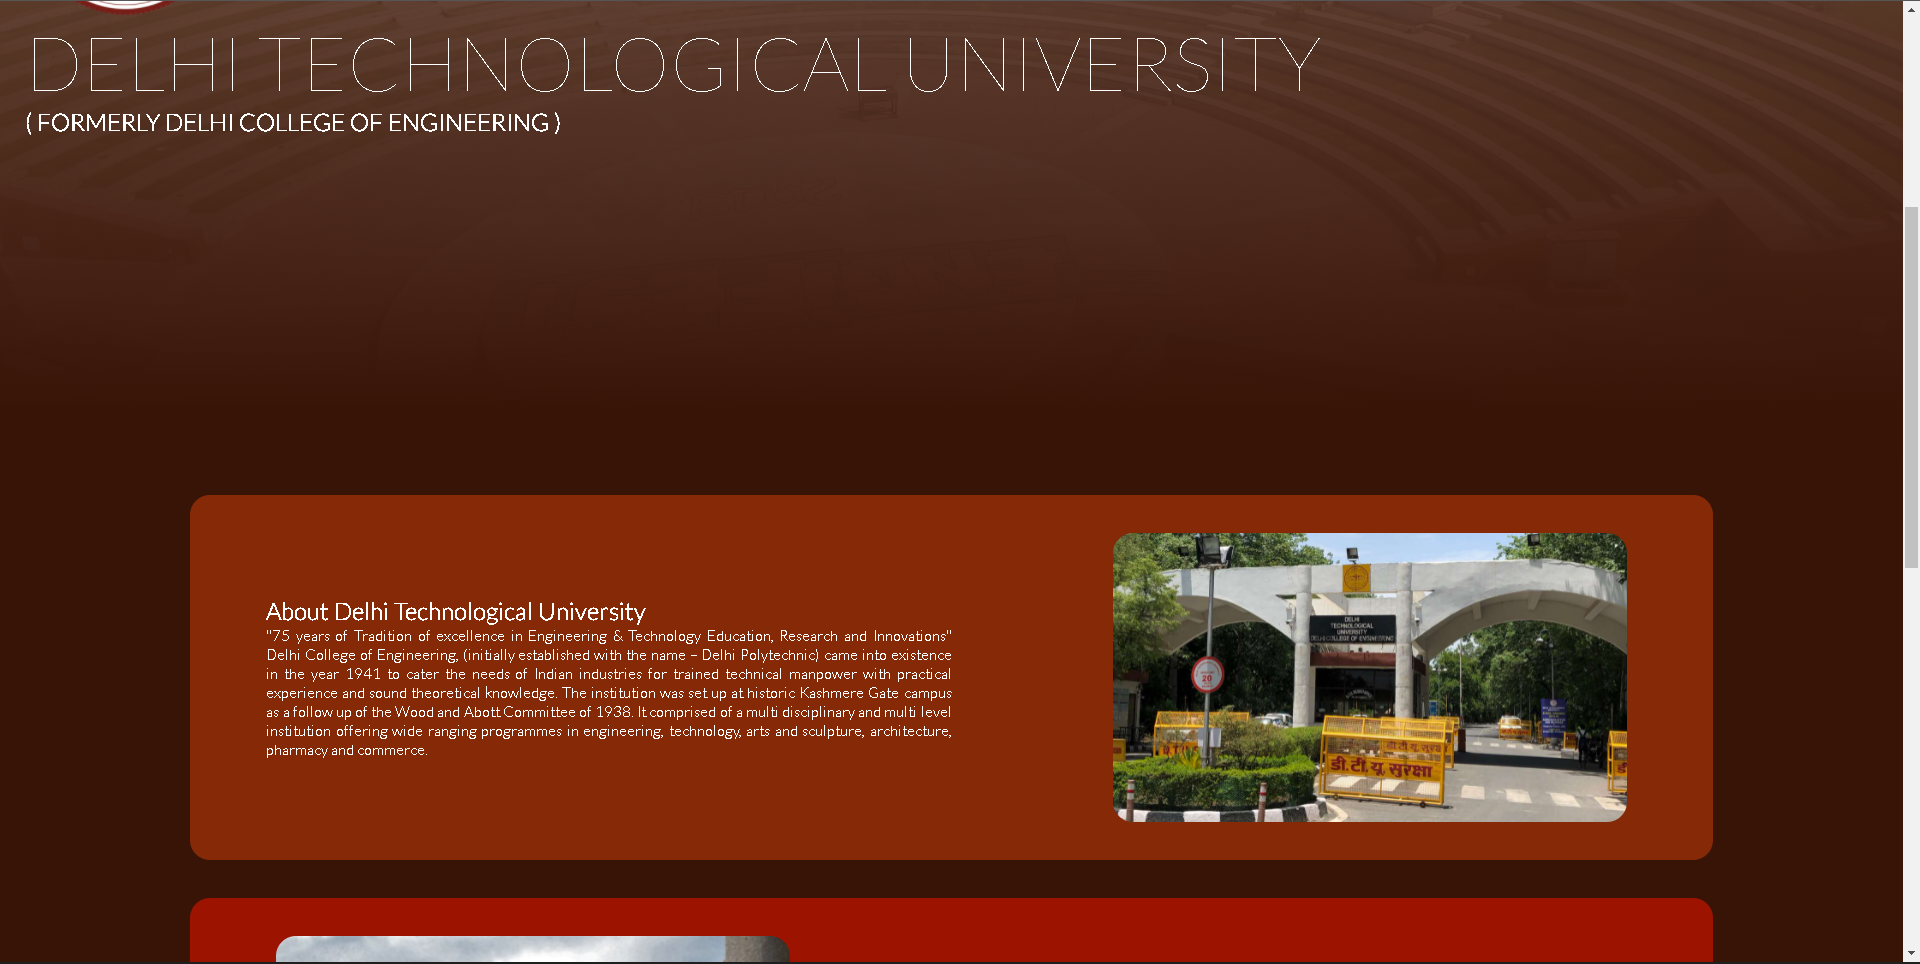 DELHI TECHNOLOGICAL UNIVERSITY
( FORMERLY DELHI COLLEGE OF ENGINEERING )
About Delhi Technological University
"75 years of Tradition of excellence in Engineering & Technology Education, Research and Innovations"
Delhi College of Engineering, (initially established with the name – Delhi Polytechnic) came into existence
in the year 1941 to cater the needs of Indian industries for trained technical manpower with practical
experience and sound theoretical knowledge. The institution was set up at historic Kashmere Gate campus
as a follow up of the Wood and Abott Committee of 1938. It comprised of a multi disciplinary and multi level
institution offering wide ranging programmes in engineering, technology, arts and sculpture, architecture,
pharmacy and commerce.
DELHI
TECHNOLOGICAL
UNIVERSITY
DELHI COLLEGE OF ENGINEERING
20
डी.टी.यू. सुरक्षा